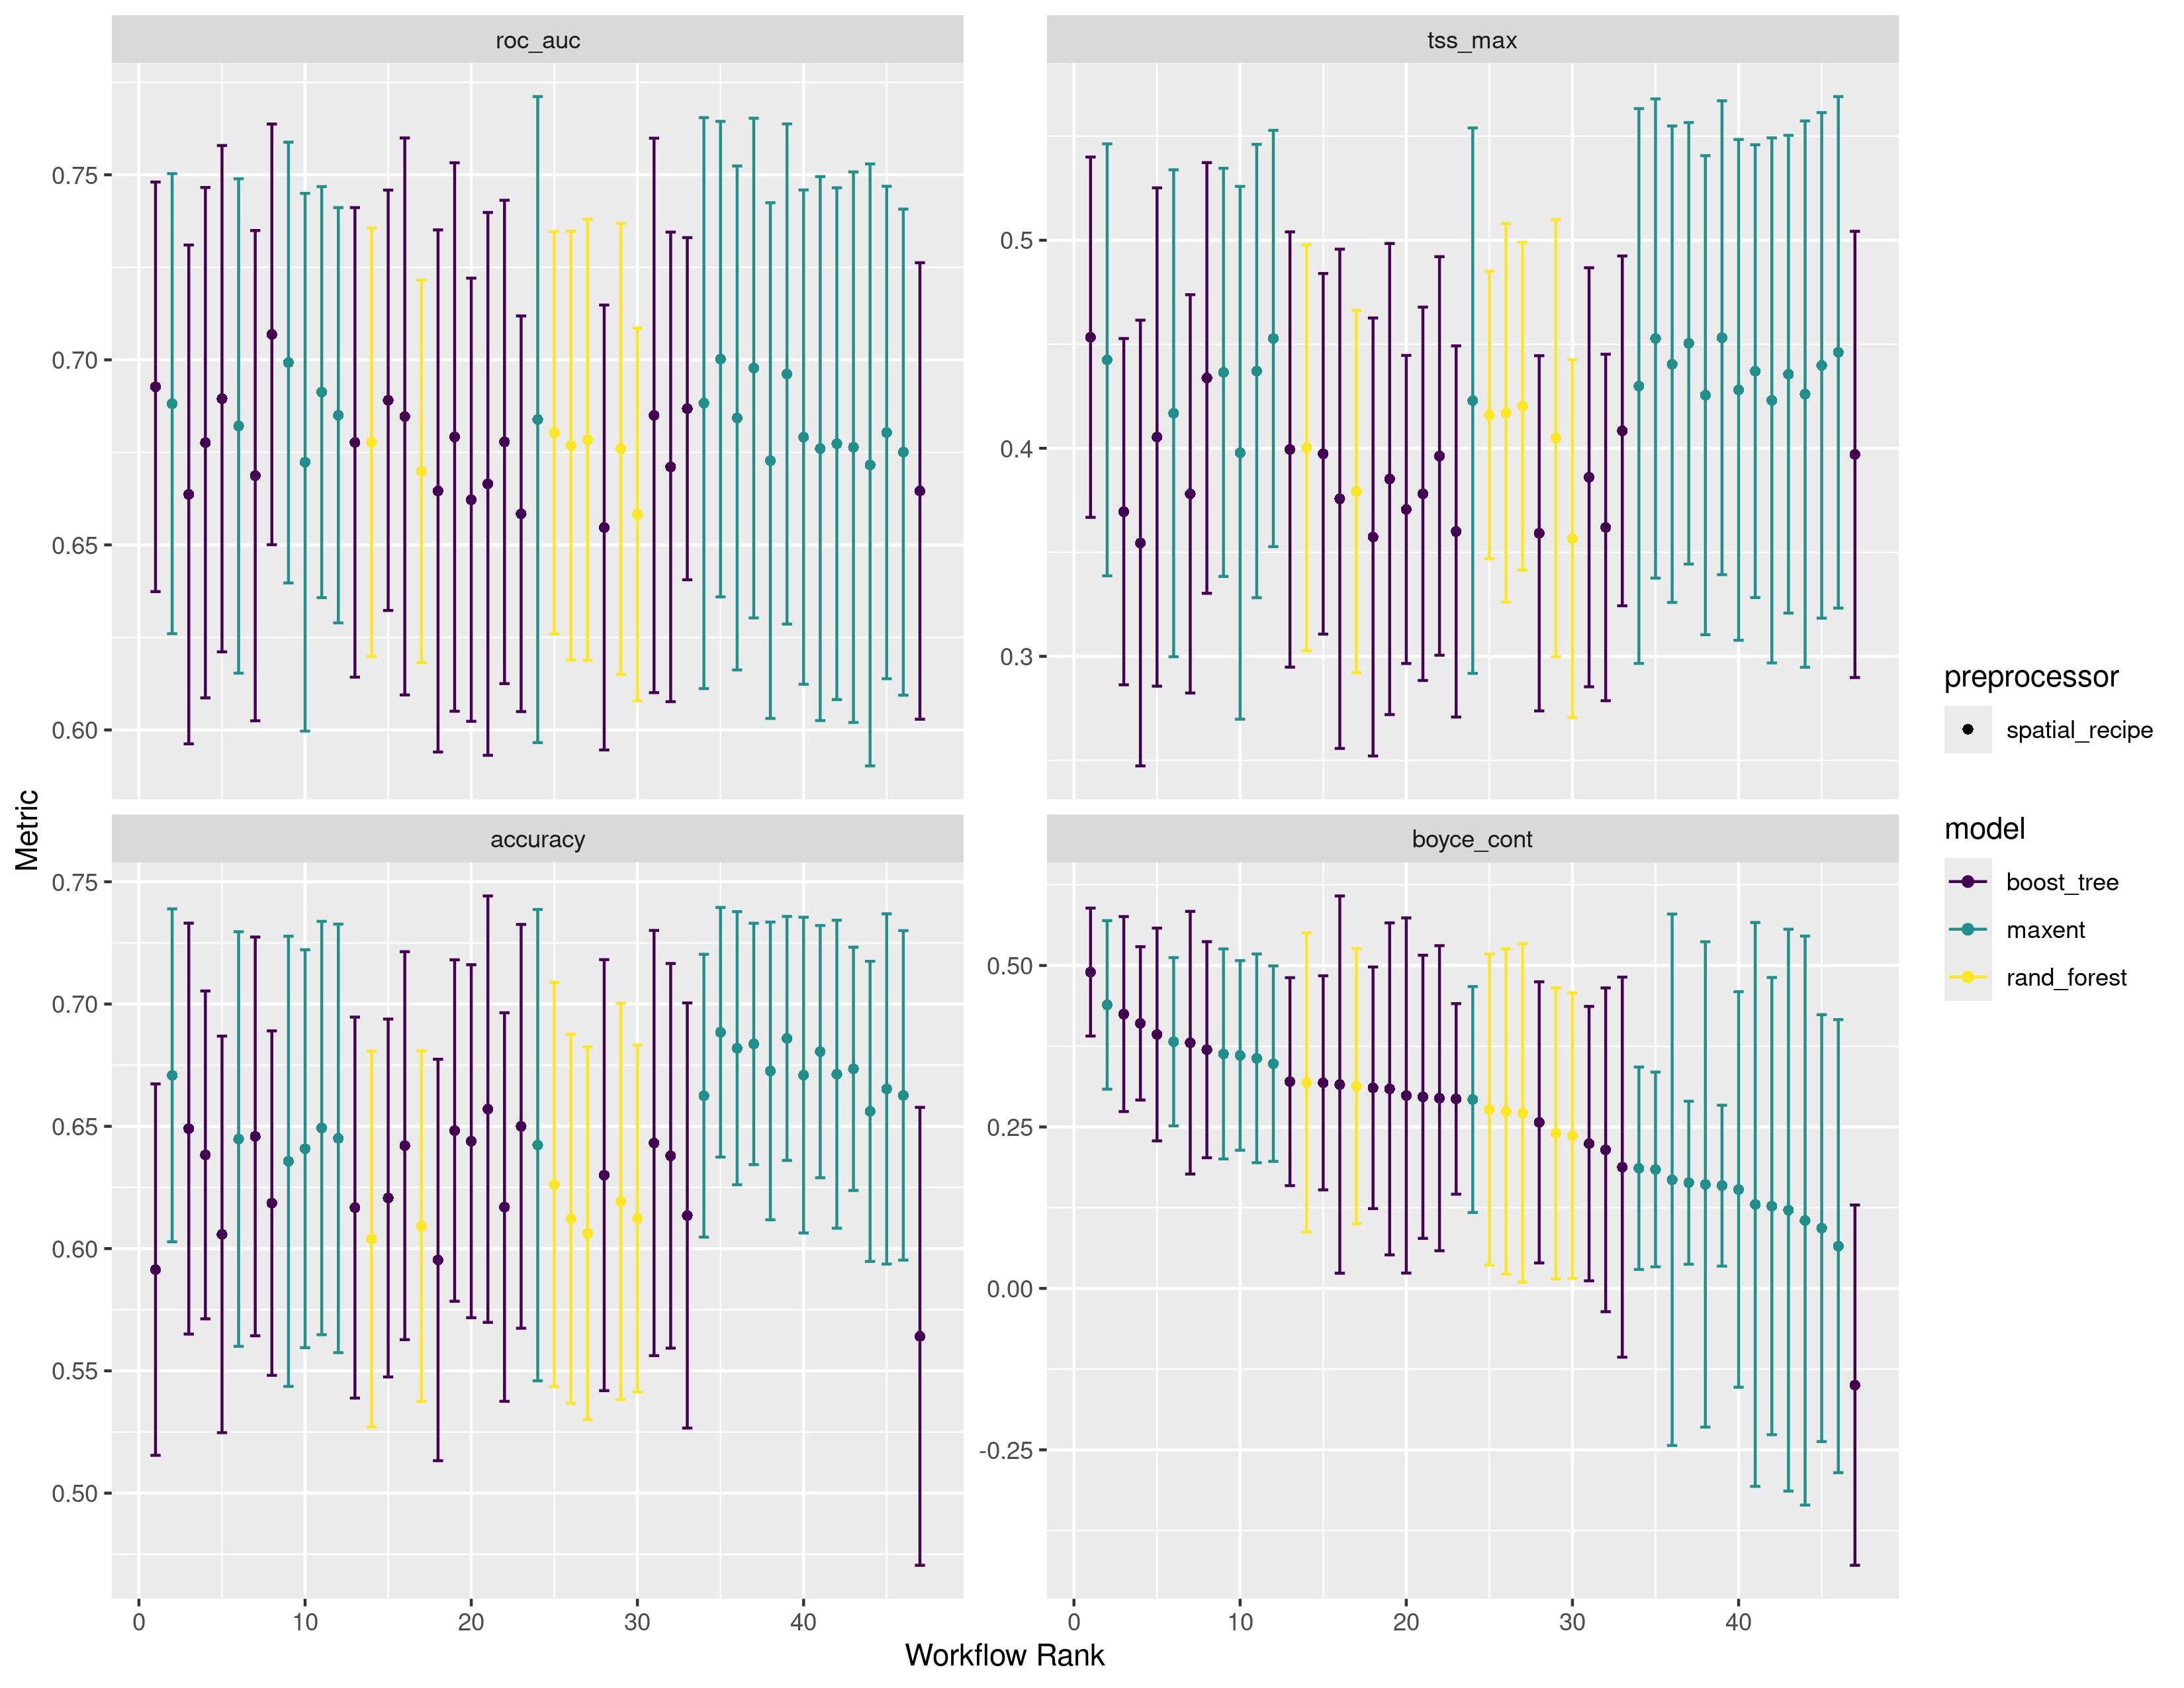 roc_auc
tss_max
0.75
0.70
0.65
0.60
0.5
0.4
0.3
accuracy
boyce_cont
0.75
0.70
0.65
0.60
0.55
0.50
0.50
0.25
0.00
-0.25
0 10 20 30 40
0 10 20 30 40
Workflow Rank
Metric
preprocessor
spatial_recipe
model
boost_tree
maxent
rand_forest